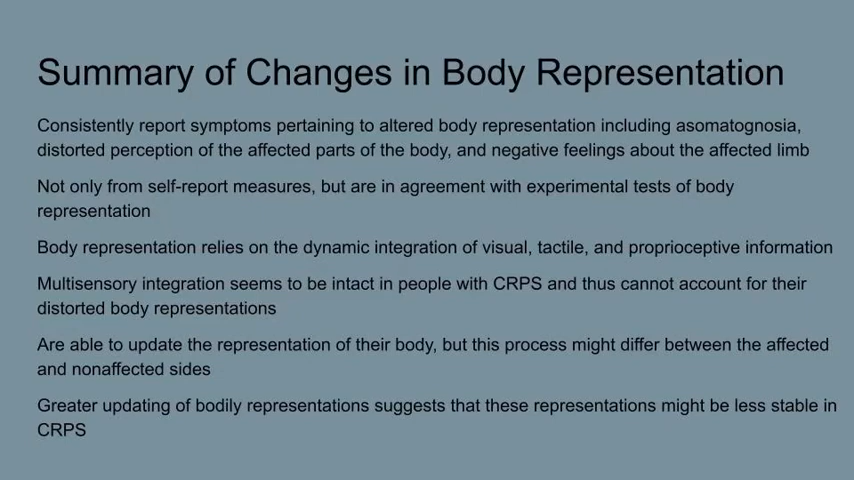 Summary of Changes in Body Representation
Consistently report symptoms pertaining to altered body representation including asomatognosia,
distorted perception of the affected parts of the body, and negative feelings about the affected limb
Not only from self-report measures, but are in agreement with experimental tests of body
representation
Body representation relies on the dynamic integration of visual, tactile, and proprioceptive information
Multisensory integration seems to be intact in people with CRPS and thus cannot account for their
distorted body representations
Are able to update the representation of their body, but this process might differ between the affected
and nonaffected sides
Greater updating of bodily representations suggests that these representations might be less stable in
CRPS